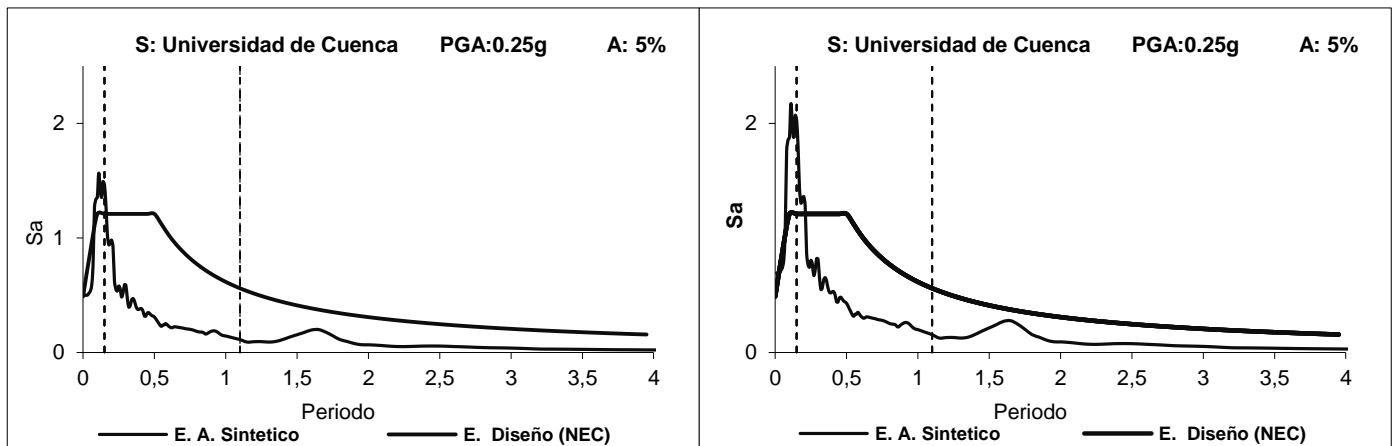 S: Universidad de Cuenca PGA:0.25g A: 5%
2
1
0
Sa
0 0,5 1 1,5 2 2,5 3 3,5 4
Periodo
E. A. Sintetico E. Diseño (NEC)
S: Universidad de Cuenca PGA:0.25g A: 5%
2
1
0
Sa
0 0,5 1 1,5 2 2,5 3 3,5 4
Periodo
E. A. Sintetico E. Diseño (NEC)